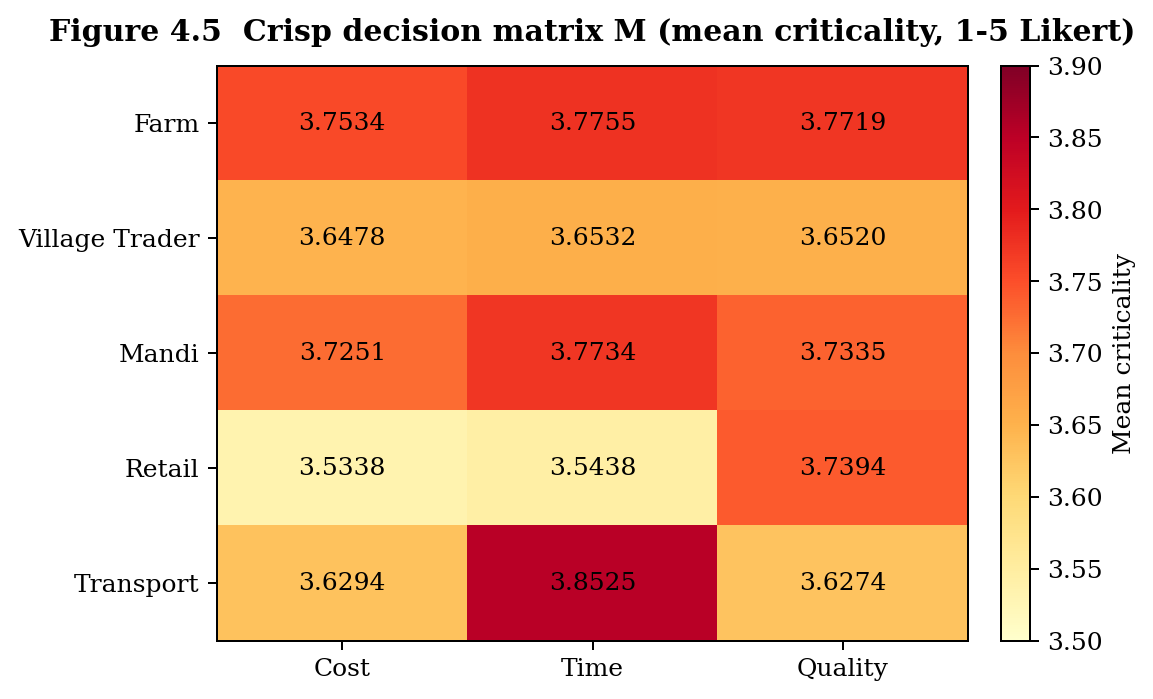 Figure 4.5  Crisp decision matrix M (mean criticality, 1-5 Likert)
Farm 3.7534 3.7755 3.7719
Village Trader 3.6478 3.6532 3.6520
Mandi 3.7251 3.7734 3.7335
Retail 3.5338 3.5438 3.7394
Transport 3.6294 3.8525 3.6274
Cost Time Quality
3.90
3.85
3.80
3.75
3.70
3.65
3.60
3.55
3.50
Mean criticality